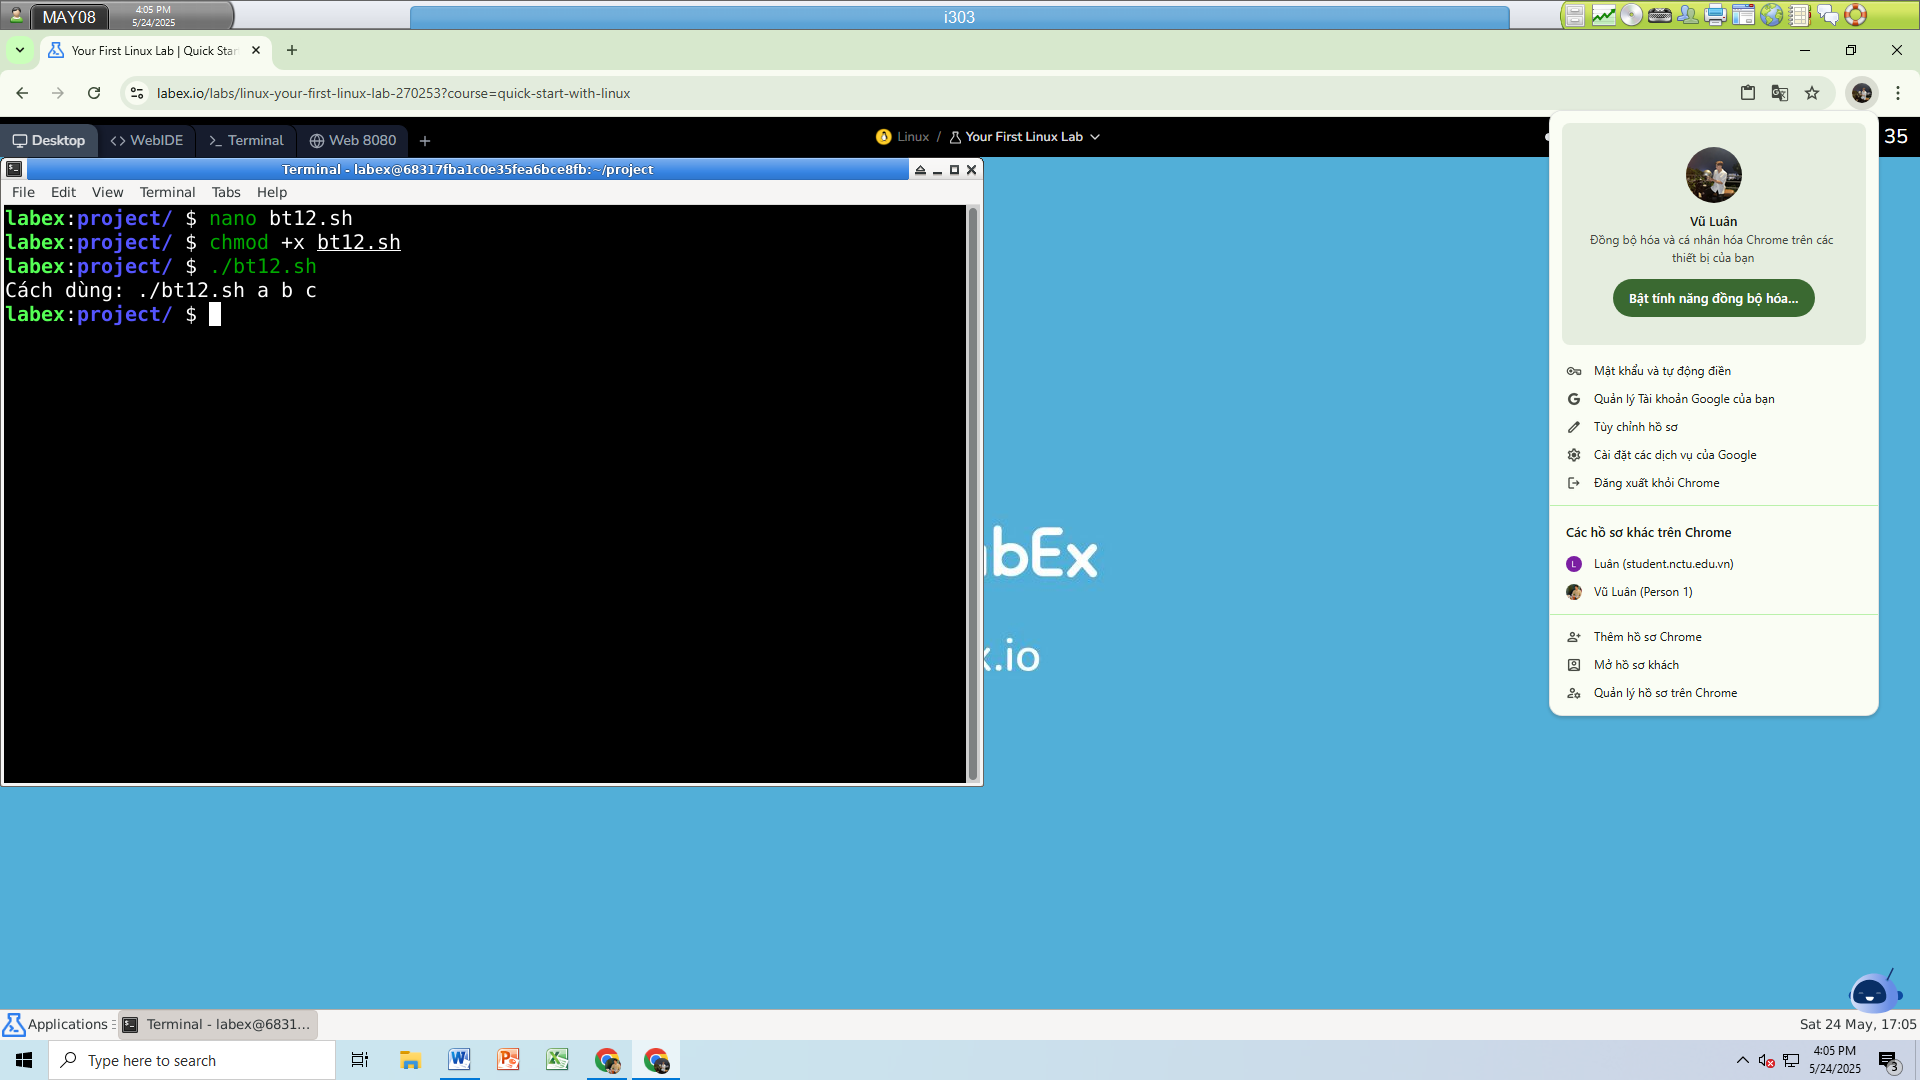 MAY08
4:05 PM
5/24/2025
i303
Your First Linux Lab | Quick Star
labex.io/labs/linux-your-first-linux-lab-270253?course=quick-start-with-linux
Desktop
WebIDE
Terminal
Web 8080
Linux / Your First Linux Lab
35
Terminal - labex@68317fba1c0e35fea6bce8fb:~/project
File Edit View Terminal Tabs Help
labex:project/ $ nano bt12.sh
labex:project/ $ chmod +x bt12.sh
labex:project/ $ ./bt12.sh
Cách dùng: ./bt12.sh a b c
labex:project/ $
abEx
x.io
Vũ Luân
Đồng bộ hóa và cá nhân hóa Chrome trên các
thiết bị của bạn
Bật tính năng đồng bộ hóa...
Mật khẩu và tự động điền
Quản lý Tài khoản Google của bạn
Tùy chỉnh hồ sơ
Cài đặt các dịch vụ của Google
Đăng xuất khỏi Chrome
Các hồ sơ khác trên Chrome
L
Luân (student.nctu.edu.vn)
Vũ Luân (Person 1)
Thêm hồ sơ Chrome
Mở hồ sơ khách
Quản lý hồ sơ trên Chrome
Applications
Terminal - labex@6831...
Sat 24 May, 17:05
Type here to search
4:05 PM
5/24/2025
3